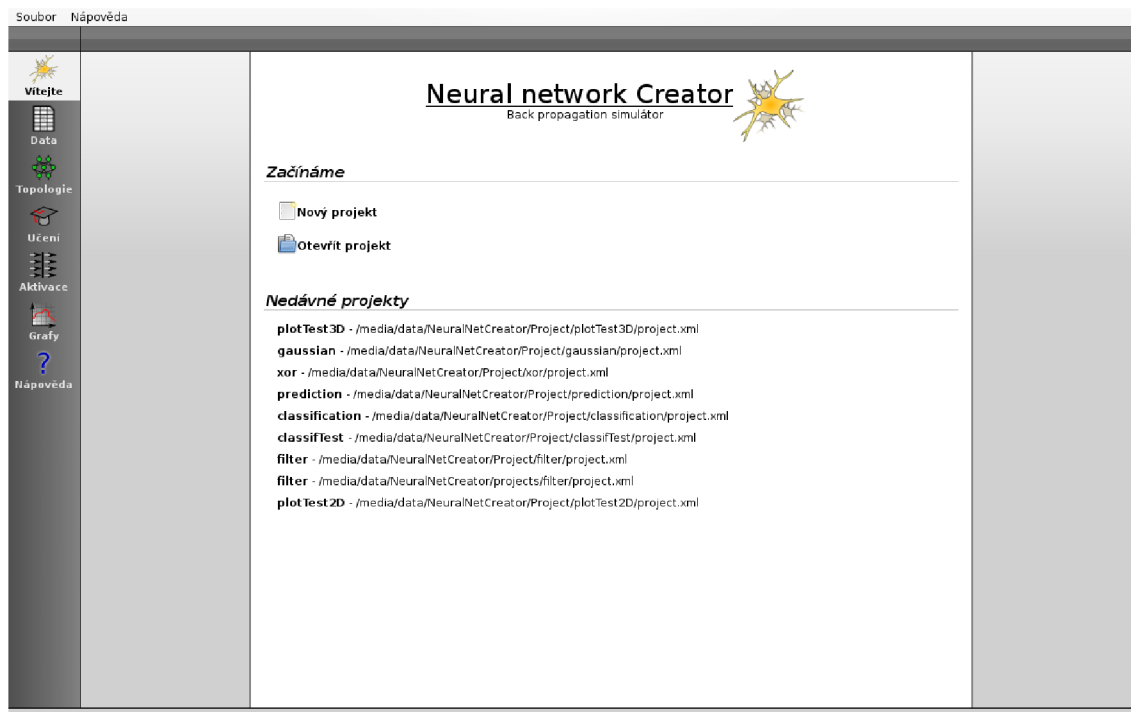 Soubor Nápověda
Vítejte
Data
Topologie
Učení
Aktivace
Grafy
Nápověda
Neural network Creator
Back propagation simulátor
Začínáme
Nový projekt
Otevřít projekt
Nedávné projekty
plotTest3D - /media/data/NeuralNetCreator/Project/plotTest3D/project.xml
gaussian - /media/data/NeuralNetCreator/Project/gaussian/project.xml
xor - /media/data/NeuralNetCreator/Project/xor/project.xml
prediction - /media/data/NeuralNetCreator/Project/prediction/project.xml
classification - /media/data/NeuralNetCreator/Project/classification/project.xml
classifTest - /media/data/NeuralNetCreator/Project/classifTest/project.xml
filter - /media/data/NeuralNetCreator/Project/filter/project.xml
filter - /media/data/NeuralNetCreator/projects/filter/project.xml
plotTest2D - /media/data/NeuralNetCreator/Project/plotTest2D/project.xml